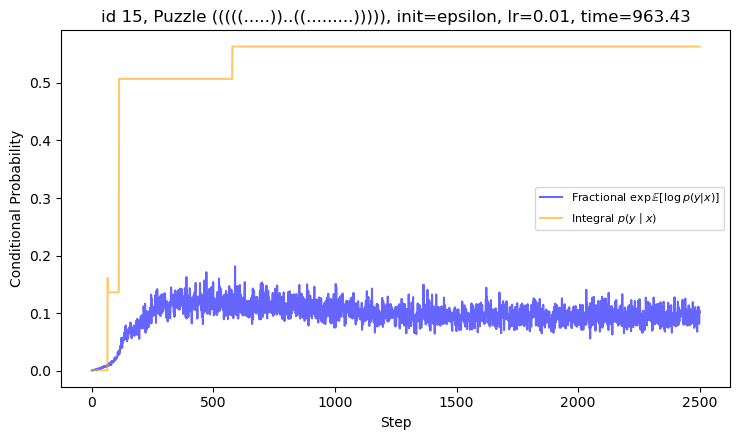 id 15, Puzzle (((((.....))..((.........))))), init=epsilon, lr=0.01, time=963.43
Conditional Probability
0.5
0.4
0.3
0.2
0.1
0.0
Fractional exp𝔼[log p(y|x)]
Integral p(y | x)
0 500 1000 1500 2000 2500
Step